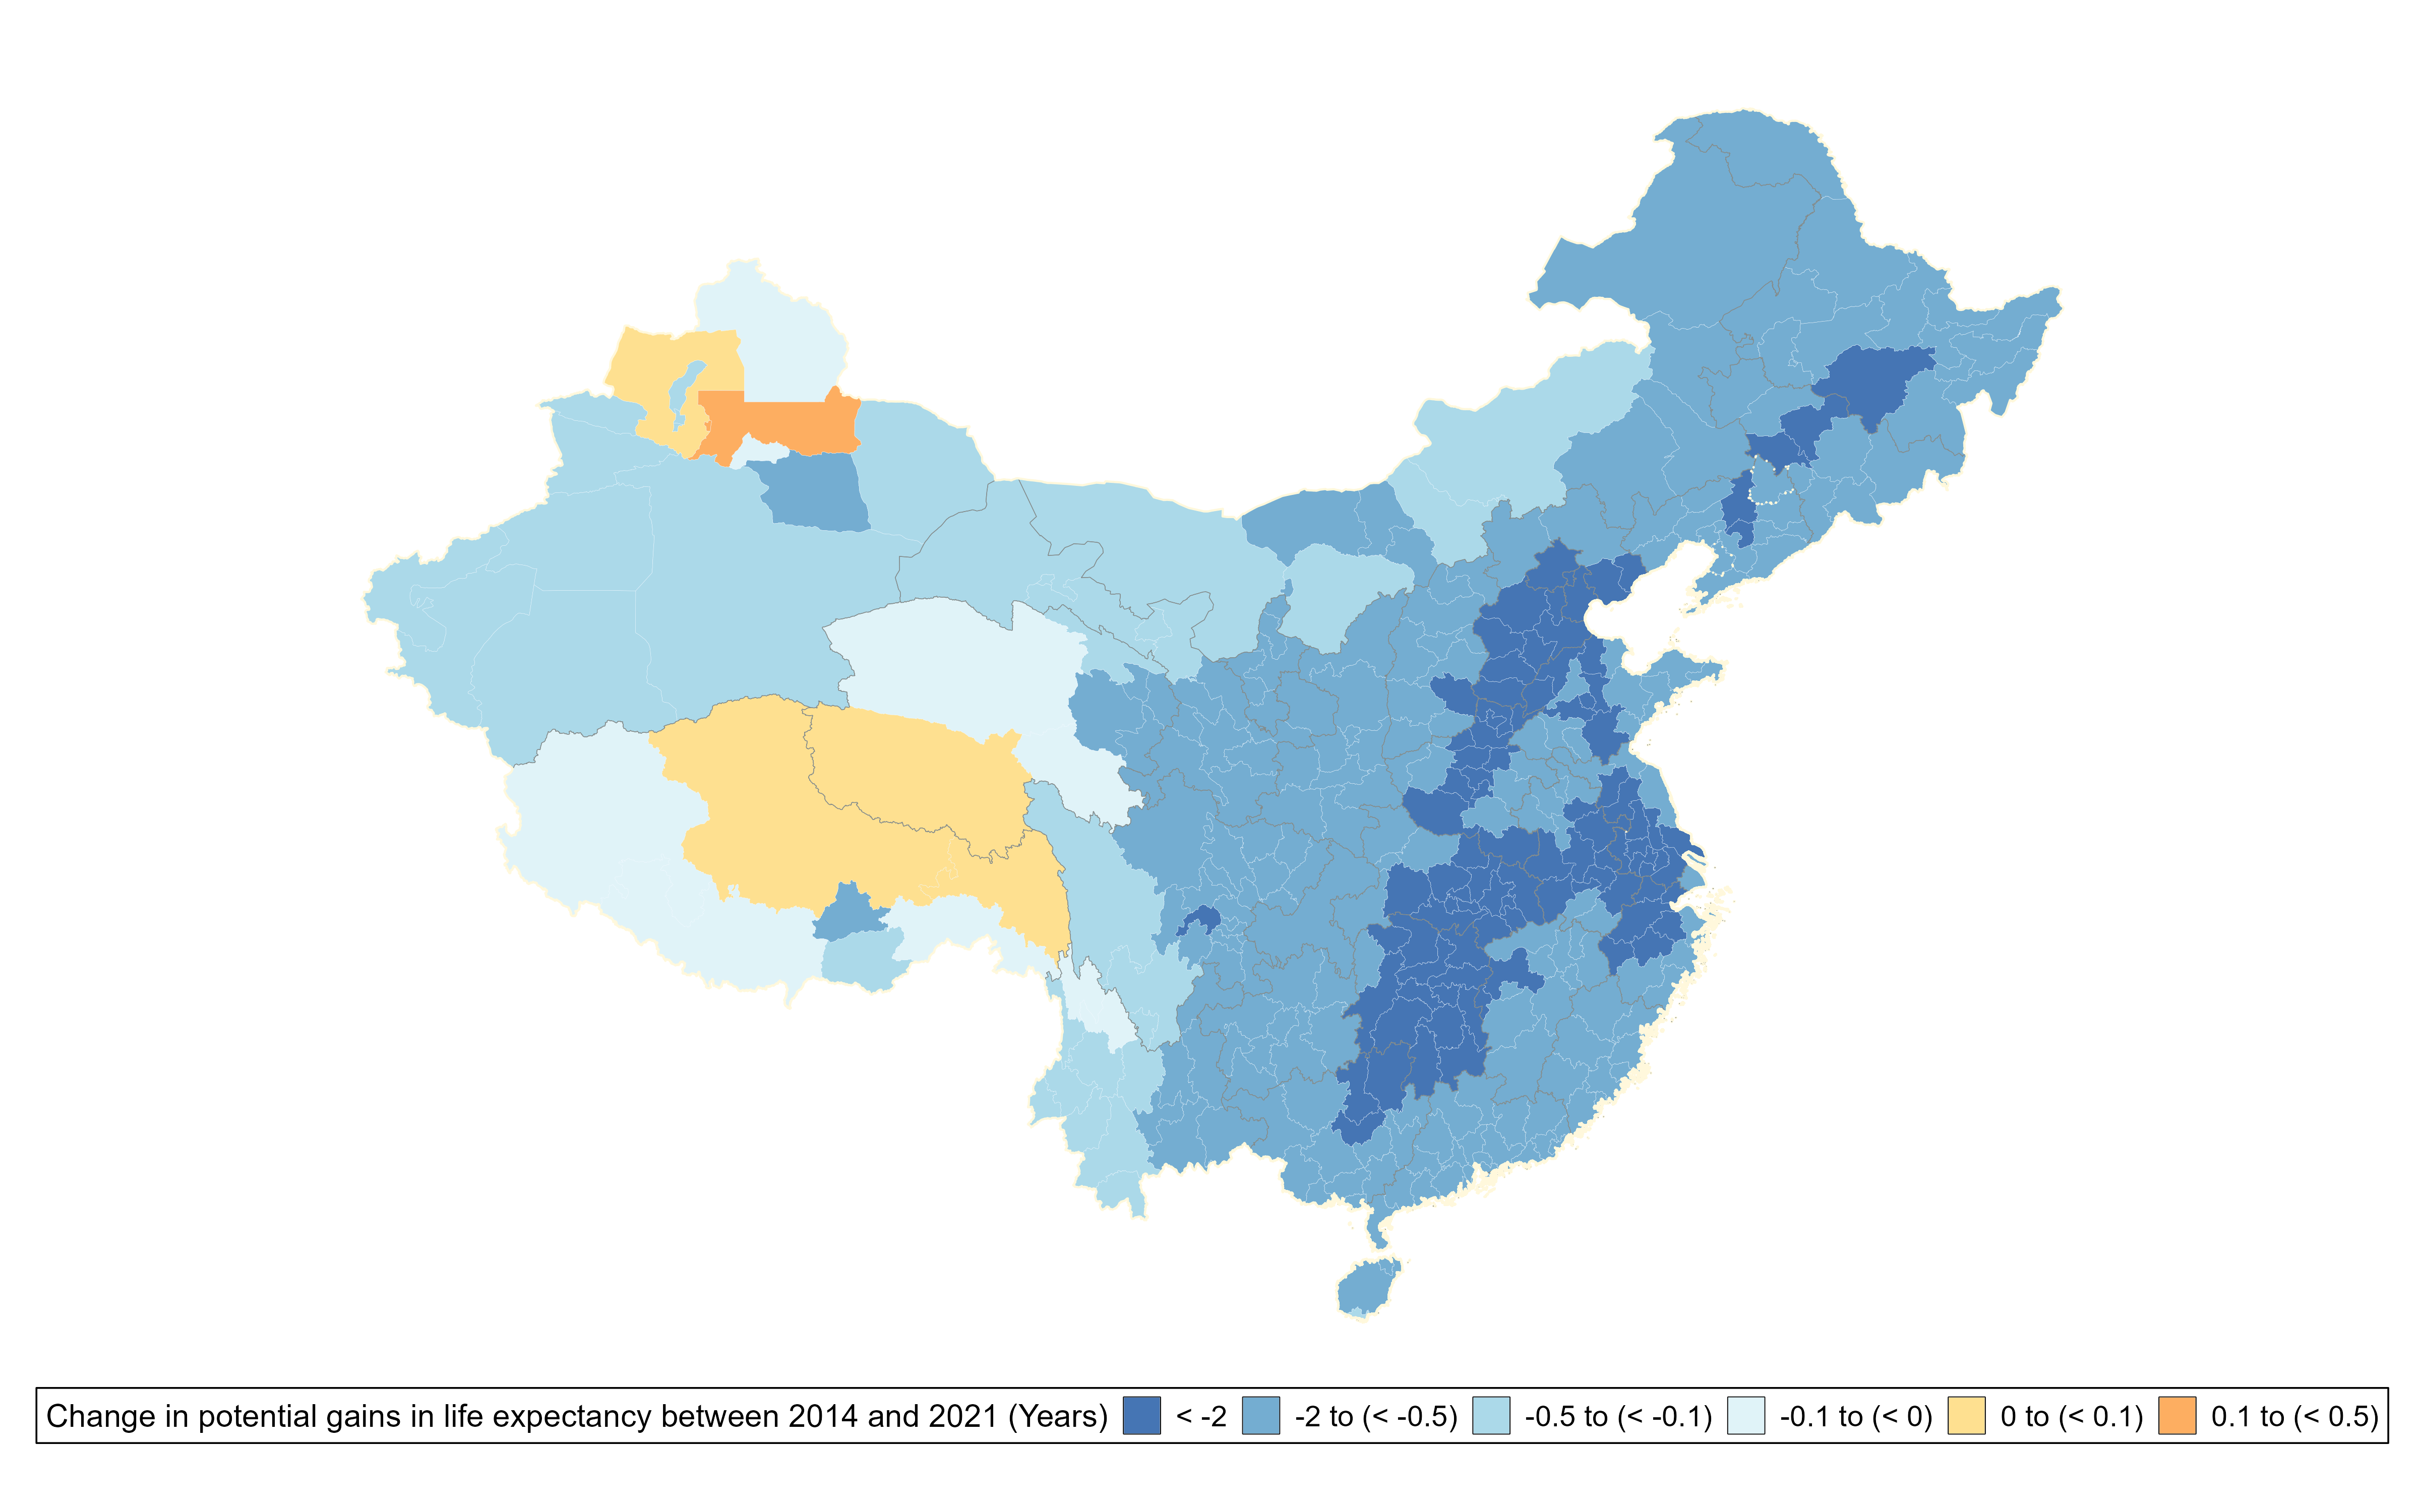 Change in potential gains in life expectancy between 2014 and 2021 (Years) < -2 -2 to (< -0.5) -0.5 to (< -0.1) -0.1 to (< 0) 0 to (< 0.1) 0.1 to (< 0.5)